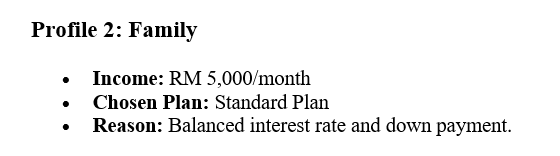 Profile 2: Family
• Income: RM 5,000/month
• Chosen Plan: Standard Plan
• Reason: Balanced interest rate and down payment.